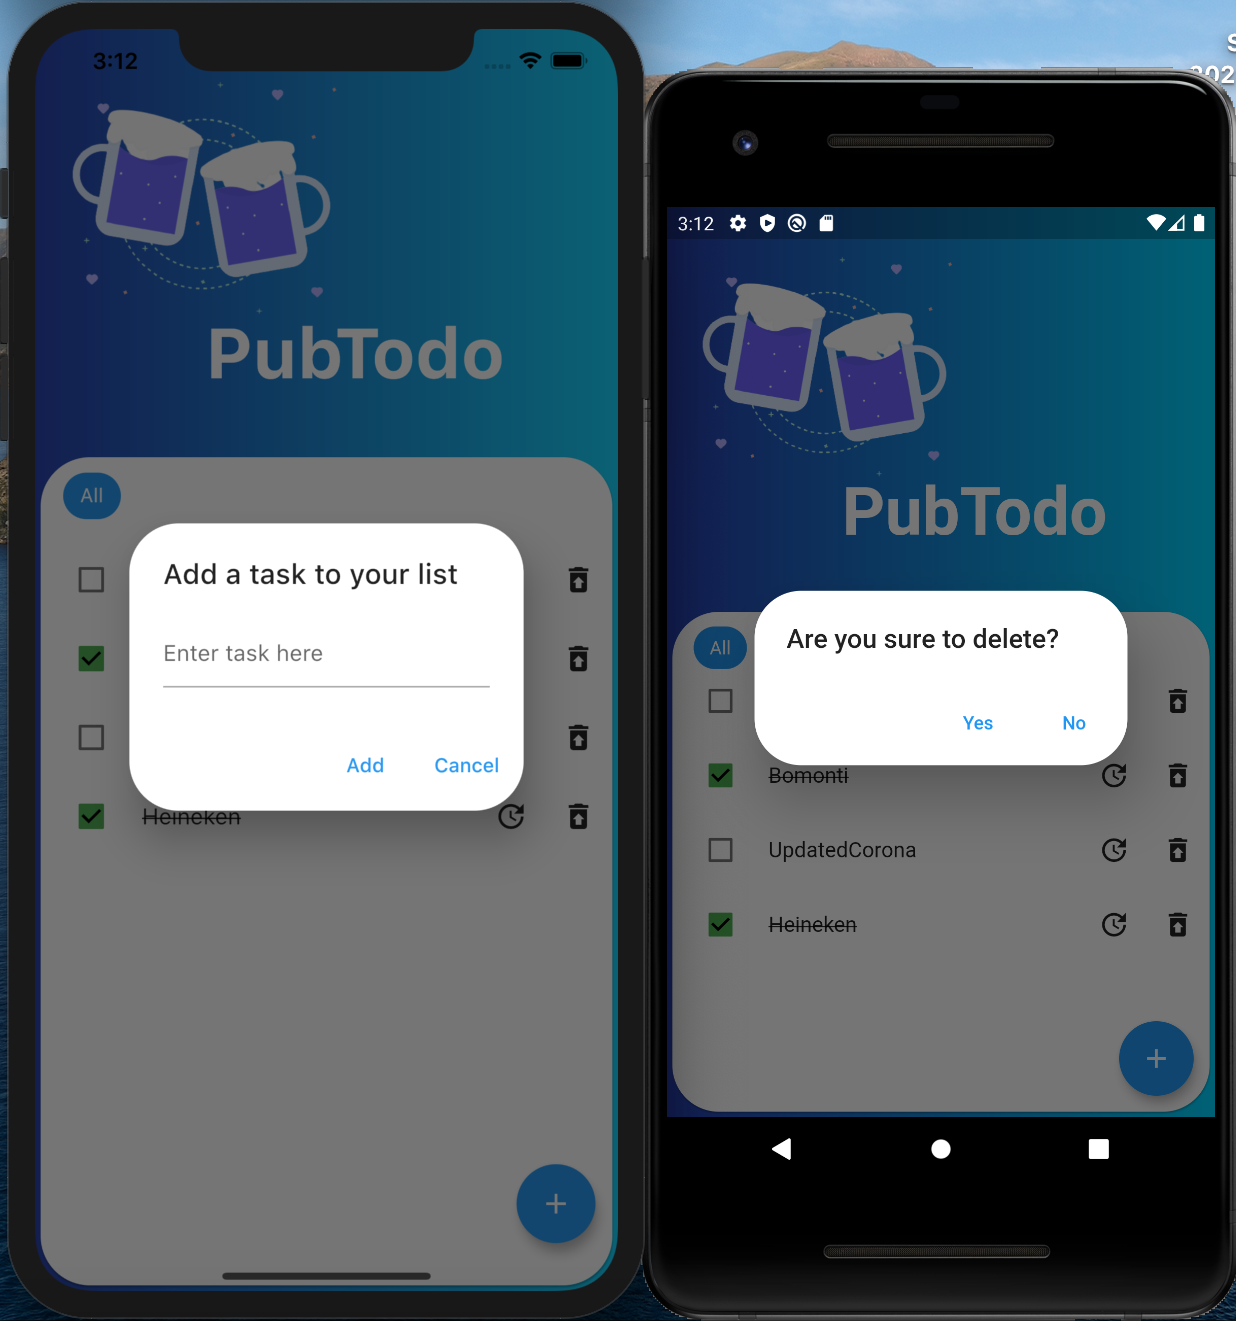 3:12
PubTodo
All
Add a task to your list
Enter task here
Add Cancel
Heineken
3:12
PubTodo
All
Are you sure to delete?
Yes No
Bomonti
UpdatedCorona
Heineken